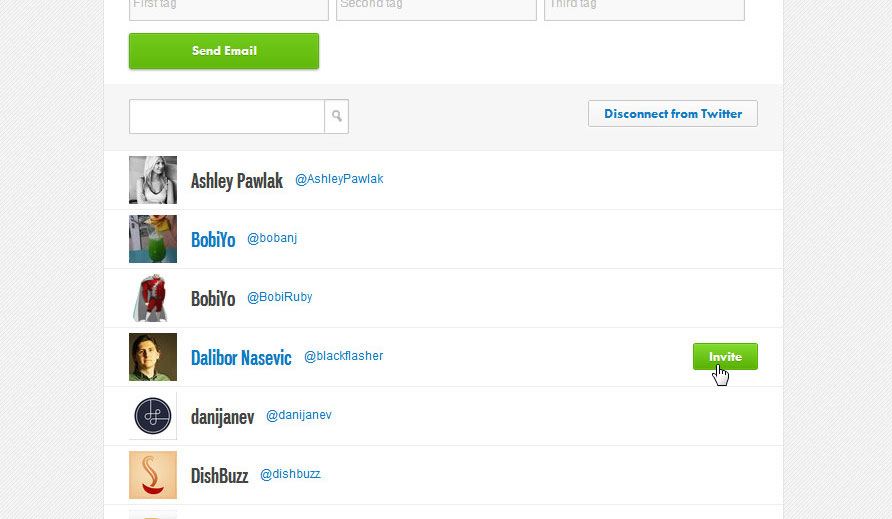 First tag Second tag Third tag
Send Email
Disconnect from Twitter
Ashley Pawlak @AshleyPawlak
BobiYo @bobanj
BobiYo @BobiRuby
Dalibor Nasevic @blackflasher Invite
danijanev @danijanev
DishBuzz @dishbuzz